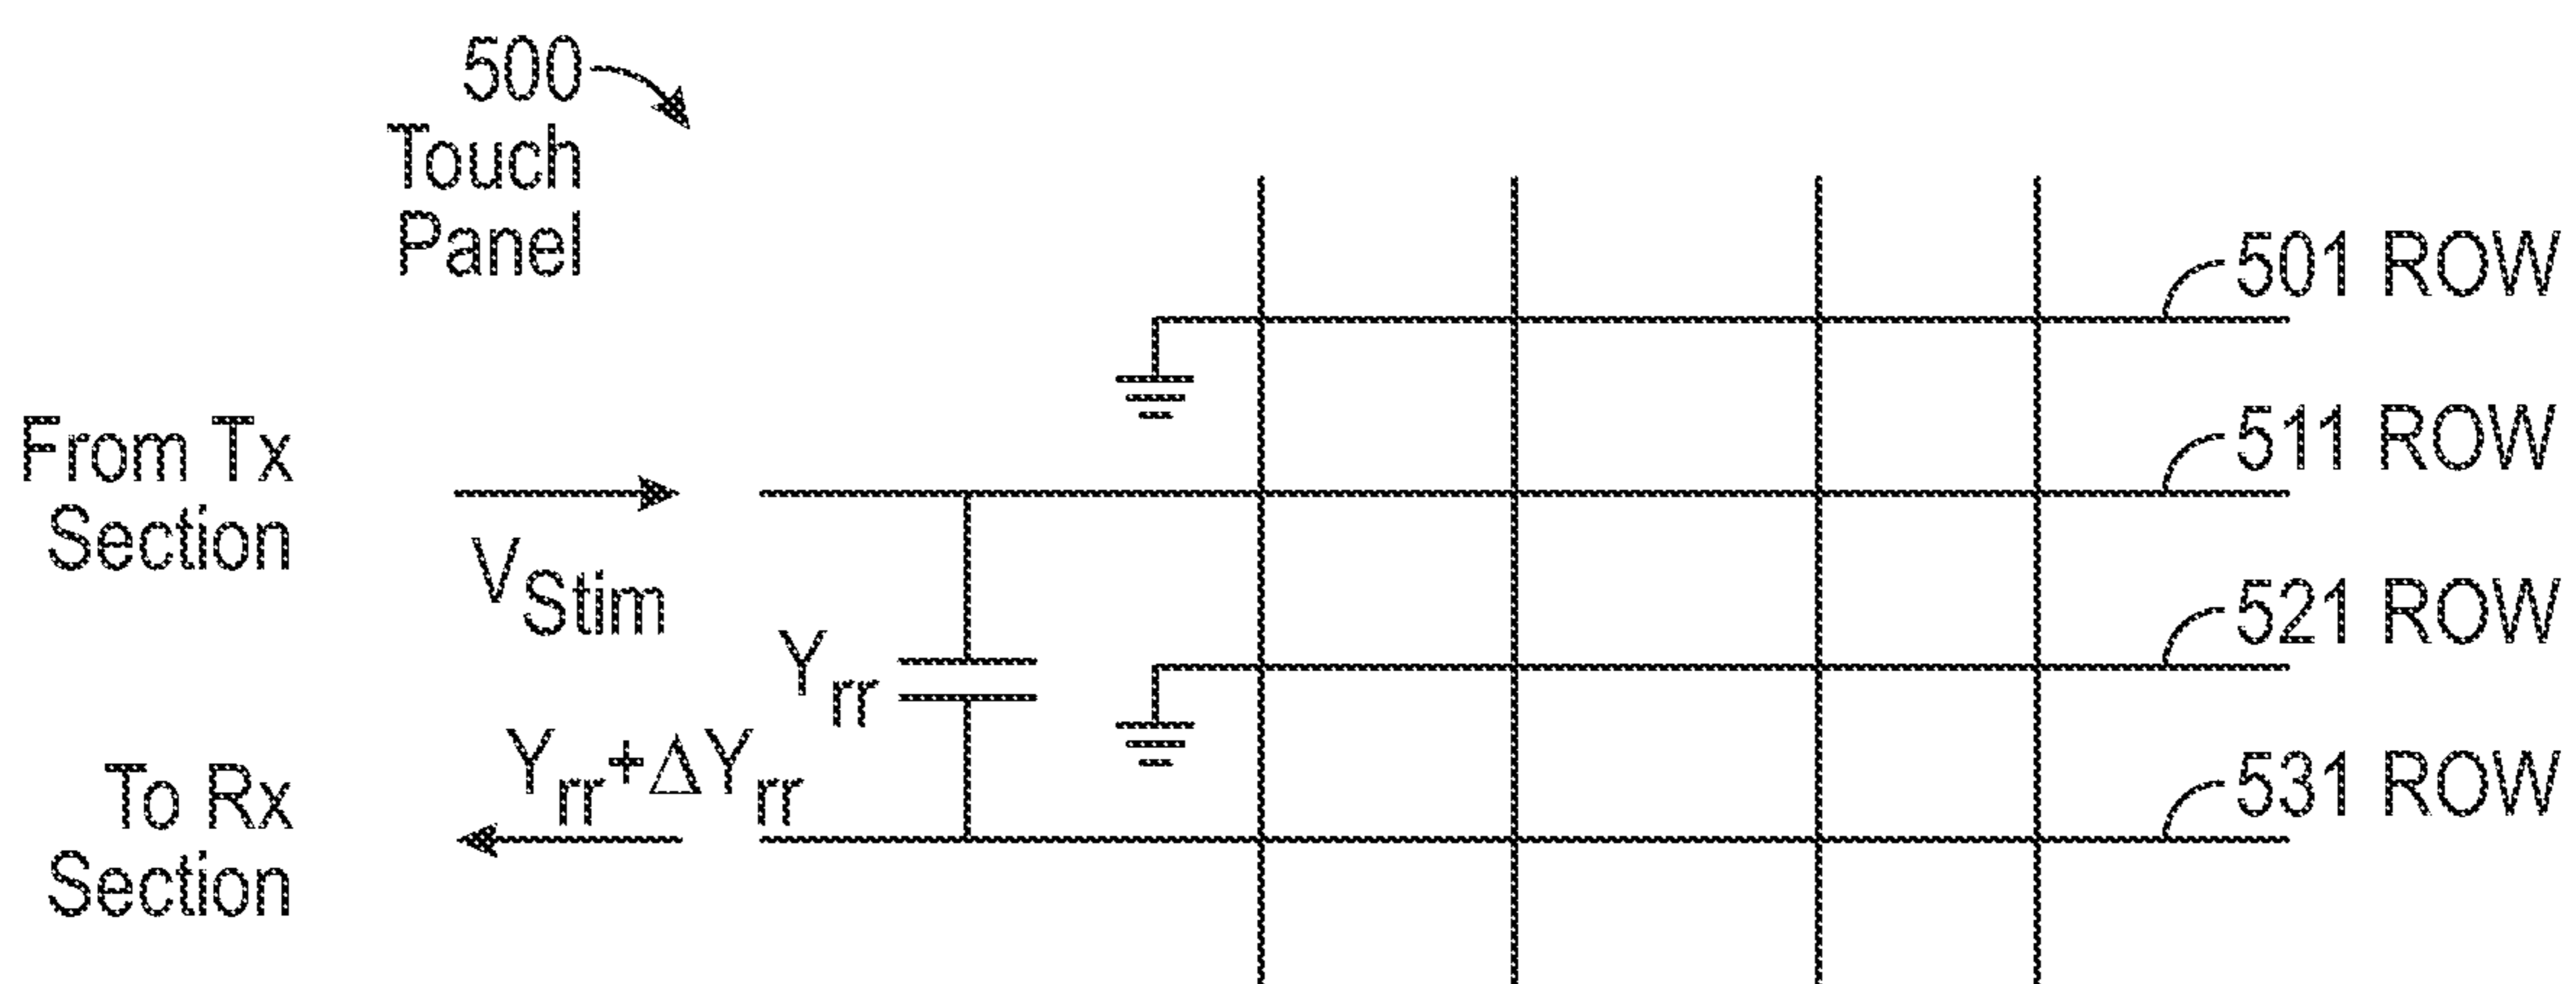 500
Touch
Panel
501 ROW
From Tx
Section
511 ROW
VStim
Yrr
521 ROW
Yrr+ΔYrr
To Rx
Section
531 ROW